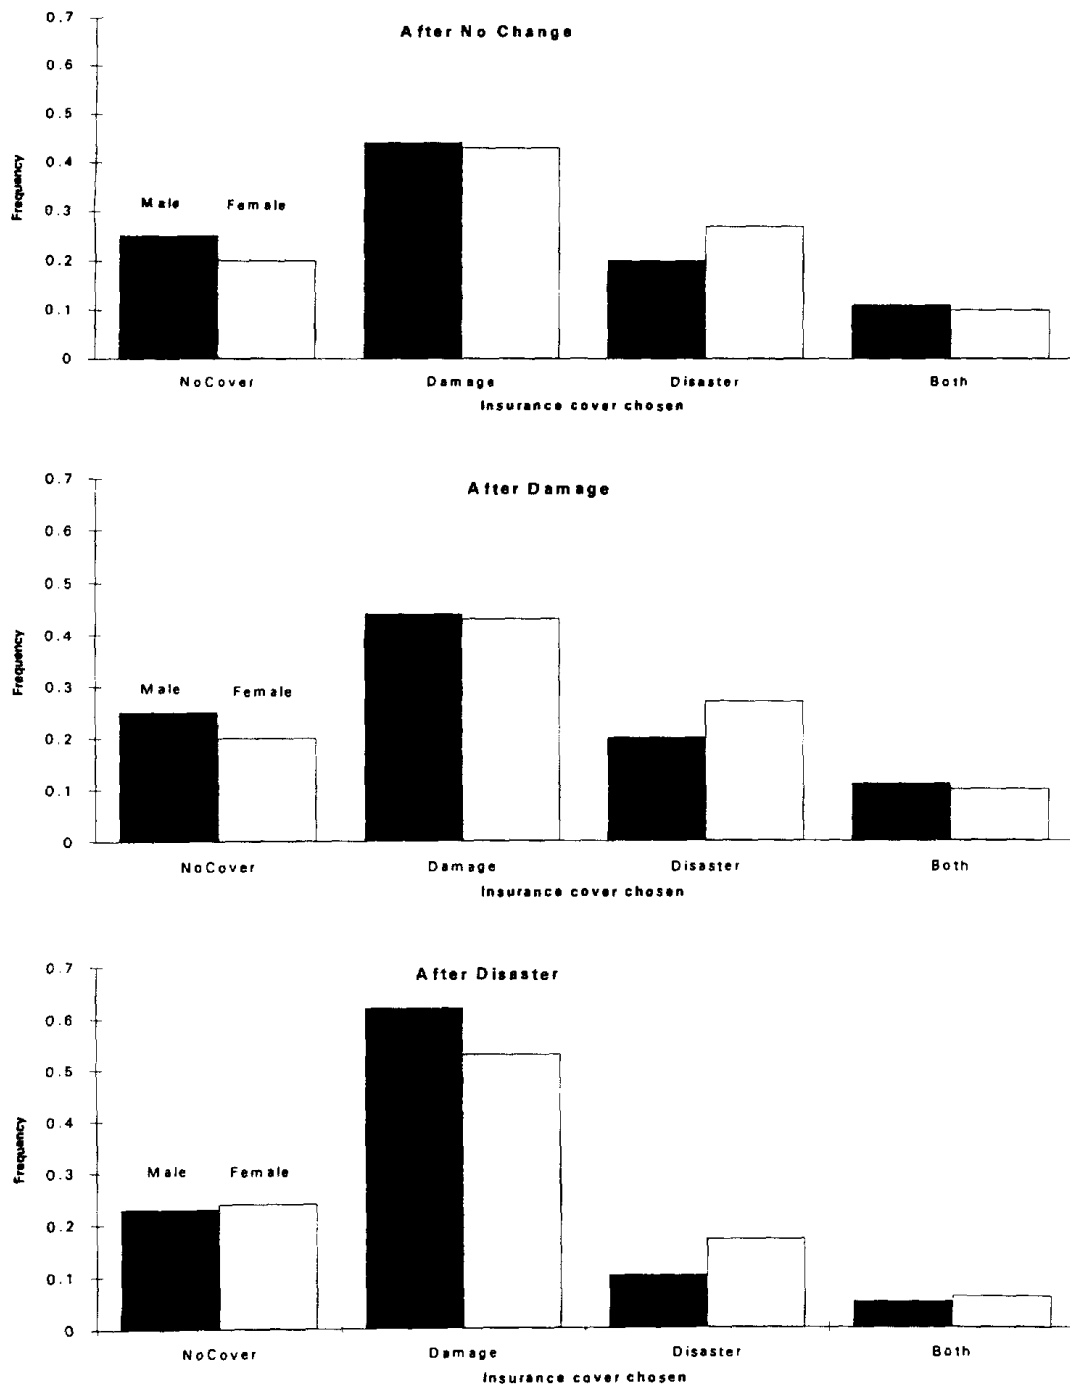 After No Change
0.7
0.6
0.5
0.4
0.3
0.2
0.1
0
Frequency
Male Female
NoCover Damage Disaster Both
Insurance cover chosen
After Damage
0.7
0.6
0.5
0.4
0.3
0.2
0.1
0
Frequency
Male Female
NoCover Damage Disaster Both
Insurance cover chosen
After Disaster
0.7
0.6
0.5
0.4
0.3
0.2
0.1
0
Frequency
Male Female
NoCover Damage Disaster Both
Insurance cover chosen